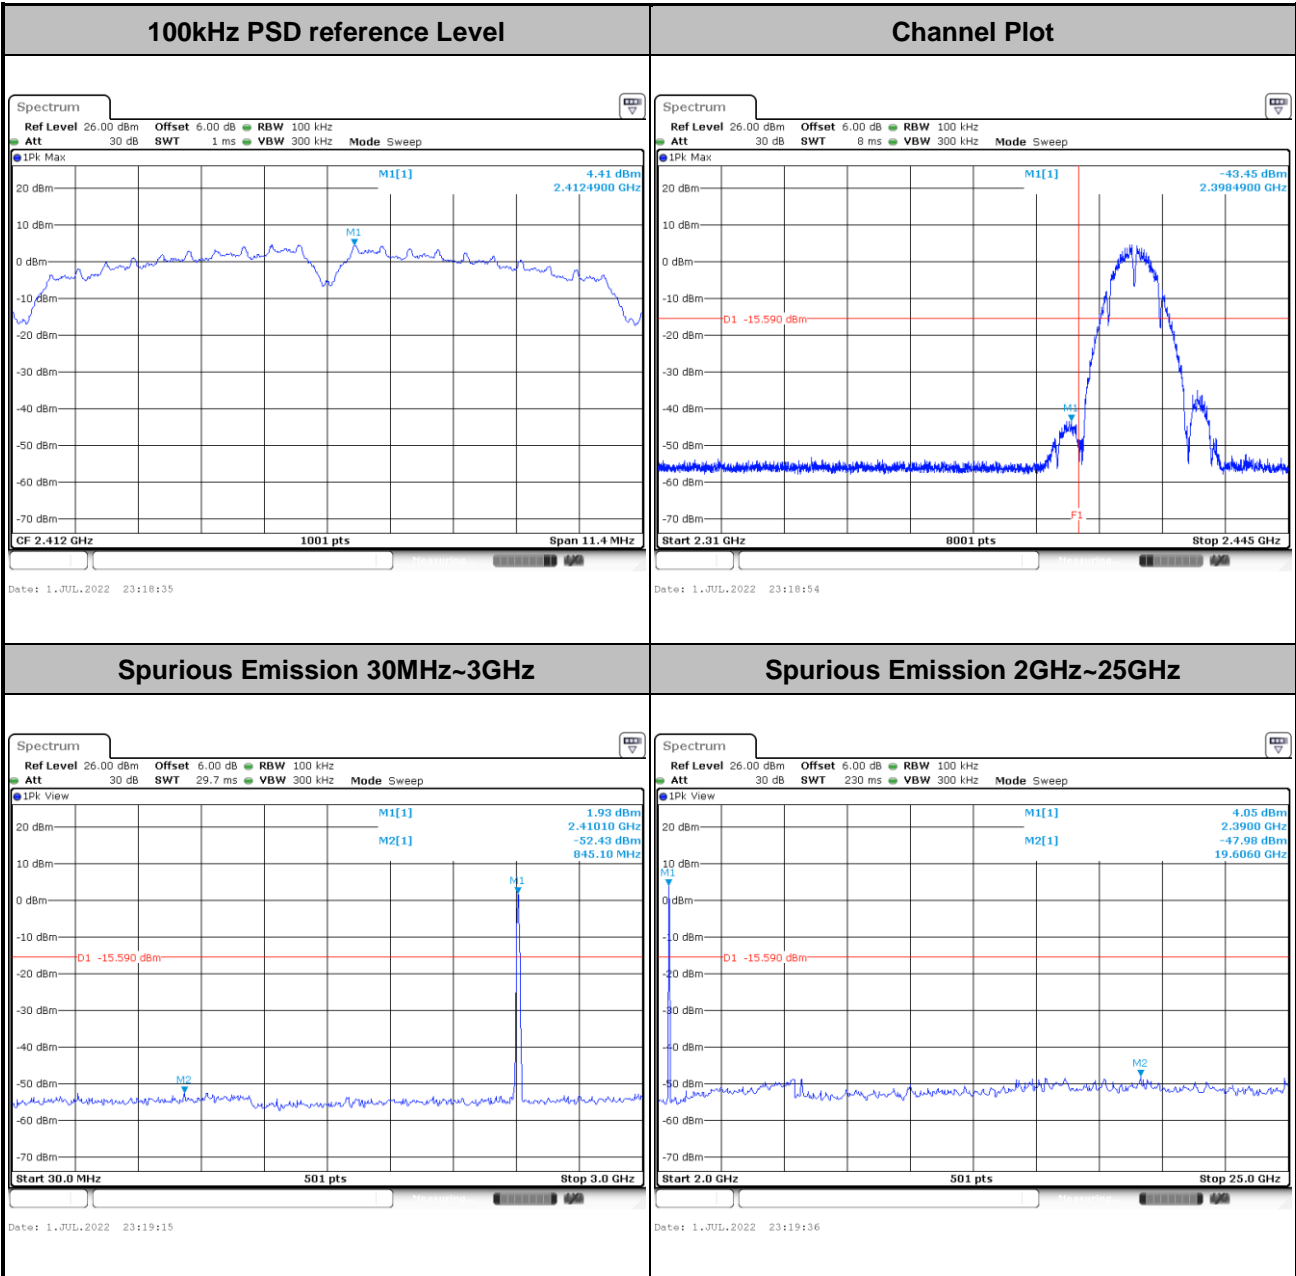 100kHz PSD reference Level
Channel Plot
Spectrum
Ref Level 26.00 dBm Offset 6.00 dB RBW 100 kHz
Att 30 dB SWT 1 ms VBW 300 kHz Mode Sweep
1Pk Max
M1[1] 4.41 dBm
2.4124900 GHz
20 dBm
10 dBm
M1
0 dBm
-10 dBm
-20 dBm
-30 dBm
-40 dBm
-50 dBm
-60 dBm
-70 dBm
CF 2.412 GHz 1001 pts Span 11.4 MHz
Measuring
Date: 1.JUL.2022 23:18:35
Spectrum
Ref Level 26.00 dBm Offset 6.00 dB RBW 100 kHz
Att 30 dB SWT 8 ms VBW 300 kHz Mode Sweep
1Pk Max
M1[1] -43.45 dBm
2.3984900 GHz
20 dBm
10 dBm
0 dBm
-10 dBm
D1 -15.590 dBm
-20 dBm
-30 dBm
-40 dBm
M1
-50 dBm
-60 dBm
-70 dBm
F1
Start 2.31 GHz 8001 pts Stop 2.445 GHz
Measuring
Date: 1.JUL.2022 23:18:54
Spurious Emission 30MHz~3GHz
Spurious Emission 2GHz~25GHz
Spectrum
Ref Level 26.00 dBm Offset 6.00 dB RBW 100 kHz
Att 30 dB SWT 29.7 ms VBW 300 kHz Mode Sweep
1Pk View
M1[1] 1.93 dBm
2.41010 GHz
20 dBm
M2[1] -52.43 dBm
845.10 MHz
10 dBm
M1
0 dBm
-10 dBm
D1 -15.590 dBm
-20 dBm
-30 dBm
-40 dBm
M2
-50 dBm
-60 dBm
-70 dBm
Start 30.0 MHz 501 pts Stop 3.0 GHz
Measuring
Date: 1.JUL.2022 23:19:15
Spectrum
Ref Level 26.00 dBm Offset 6.00 dB RBW 100 kHz
Att 30 dB SWT 230 ms VBW 300 kHz Mode Sweep
1Pk View
M1[1] 4.05 dBm
2.3900 GHz
20 dBm
M2[1] -47.98 dBm
19.6060 GHz
10 dBm
M1
0 dBm
-10 dBm
D1 -15.590 dBm
-20 dBm
-30 dBm
-40 dBm
M2
-50 dBm
-60 dBm
-70 dBm
Start 2.0 GHz 501 pts Stop 25.0 GHz
Measuring
Date: 1.JUL.2022 23:19:36